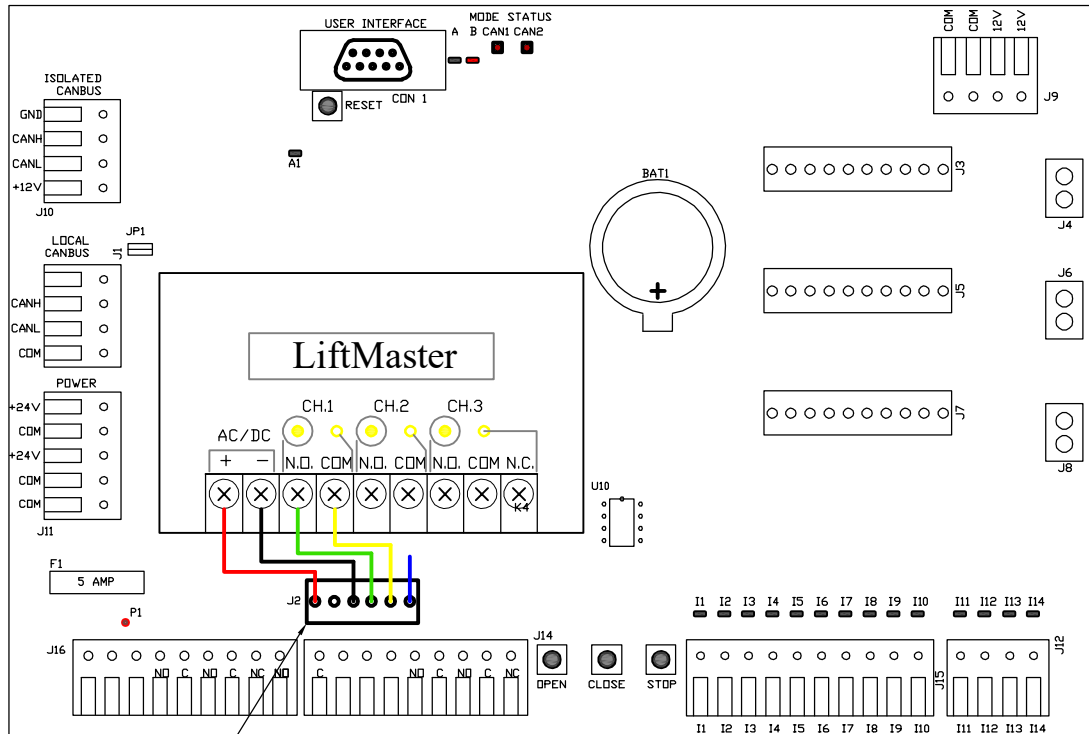 USER INTERFACE
A B
MODE STATUS
CAN1 CAN2
CON 1
RESET
A1
COM COM 12V 12V
J9
ISOLATED
CANBUS
GND
CANH
CANL
+12V
J10
LOCAL
CANBUS
J1
JP1
CANH
CANL
COM
POWER
+24V
COM
+24V
COM
COM
J11
BAT1
+
J3
J4
J5
J6
J7
J8
LiftMaster
CH.1 CH.2 CH.3
AC/DC
+ − N.O. COM N.O. COM N.O. COM N.C.
K4
U10
F1
5 AMP
P1
J2
J16
NO C NO C NC NO
J14
C NO C NC
OPEN CLOSE STOP
I1 I2 I3 I4 I5 I6 I7 I8 I9 I10
I11 I12 I13 I14
J15
J12
I1 I2 I3 I4 I5 I6 I7 I8 I9 I10
I11 I12 I13 I14